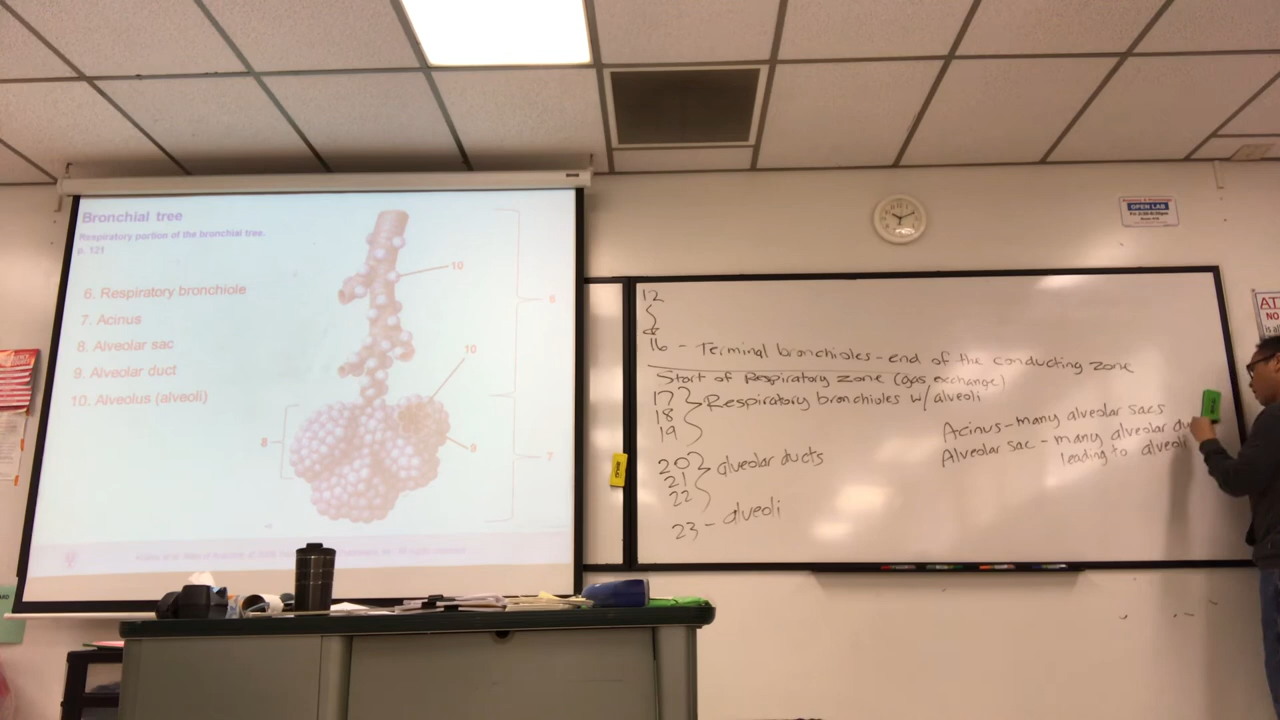 Bronchial tree
Respiratory portion of the bronchial tree.
p. 121
6. Respiratory bronchiole
7. Acinus
8. Alveolar sac
9. Alveolar duct
10. Alveolus (alveoli)
10
6
10
8
9
7
12
16 - Terminal bronchioles - end of the conducting zone
Start of Respiratory zone (gas exchange)
17
18
19
Respiratory bronchioles w/ alveoli
20
21
22
alveolar ducts
23 - alveoli
Acinus - many alveolar sacs
Alveolar sac - many alveolar du
leading to alveoli
OPEN LAB